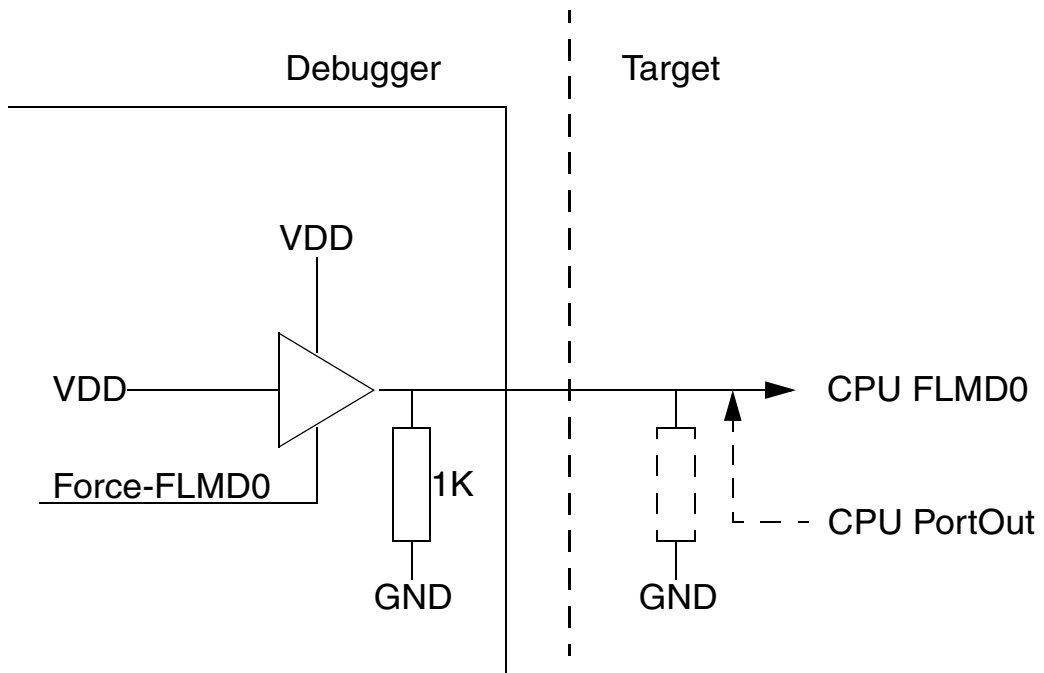 Debugger
Target
VDD
VDD
CPU FLMD0
Force-FLMD0
1K
CPU PortOut
GND
GND